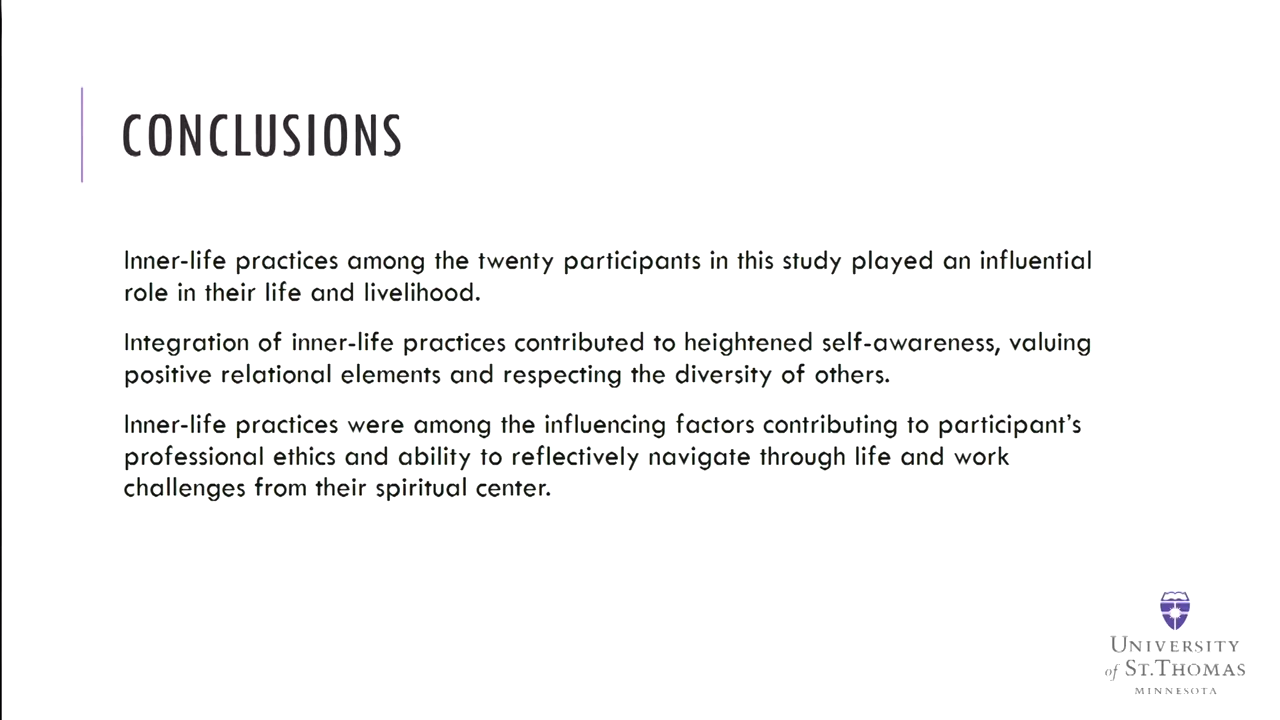 CONCLUSIONS
Inner-life practices among the twenty participants in this study played an influential
role in their life and livelihood.
Integration of inner-life practices contributed to heightened self-awareness, valuing
positive relational elements and respecting the diversity of others.
Inner-life practices were among the influencing factors contributing to participant's
professional ethics and ability to reflectively navigate through life and work
challenges from their spiritual center.
UNIVERSITY
of ST.THOMAS
MINNESOTA